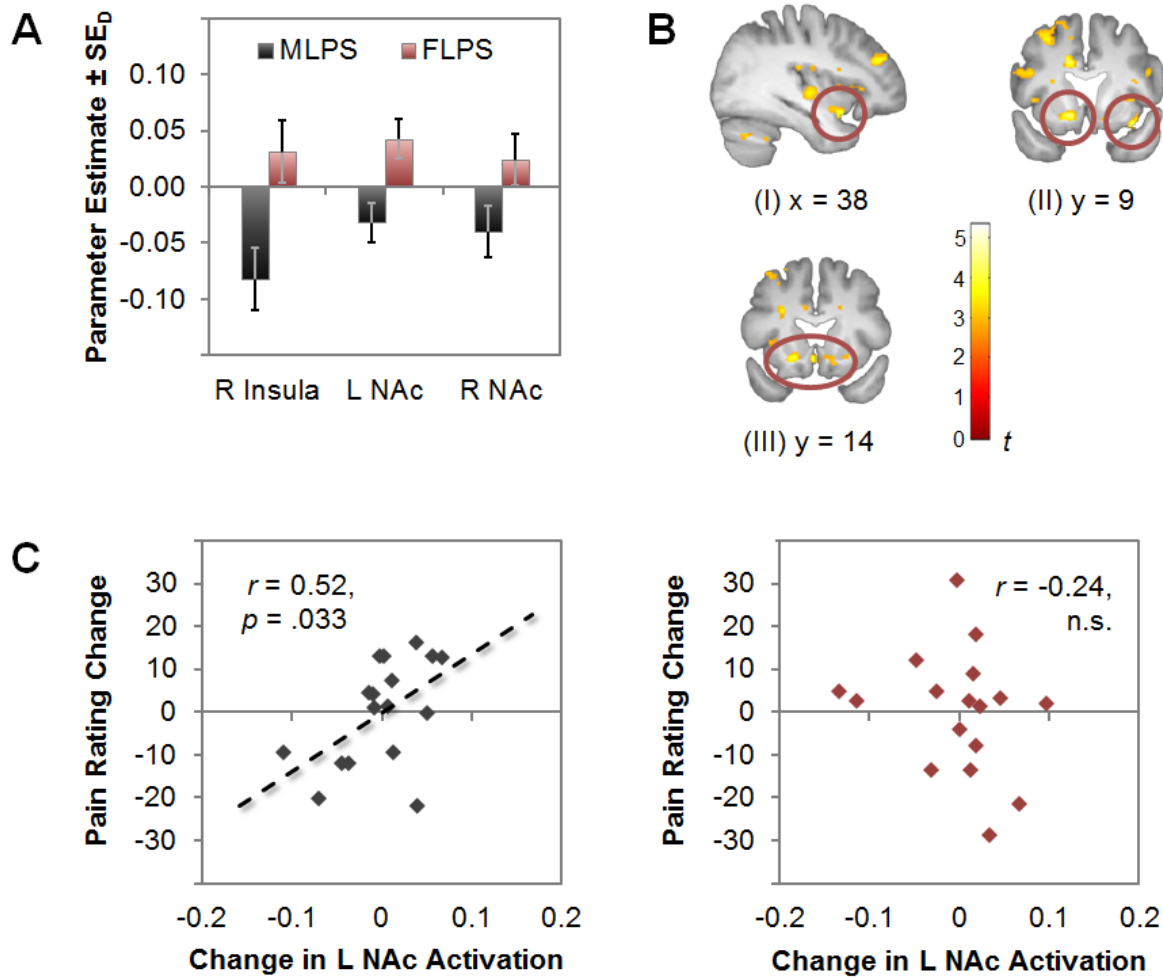 A
Parameter Estimate ± SE_D
MLPS FLPS
0.10
0.05
0.00
-0.05
-0.10
R Insula L NAc R NAc
B
(I) x = 38
(II) y = 9
(III) y = 14
5
4
3
2
1
0
t
C
Pain Rating Change
30
20
10
0
-10
-20
-30
r = 0.52,
p = .033
-0.2 -0.1 0 0.1 0.2
Change in L NAc Activation
Pain Rating Change
30
20
10
0
-10
-20
-30
r = -0.24,
n.s.
-0.2 -0.1 0 0.1 0.2
Change in L NAc Activation